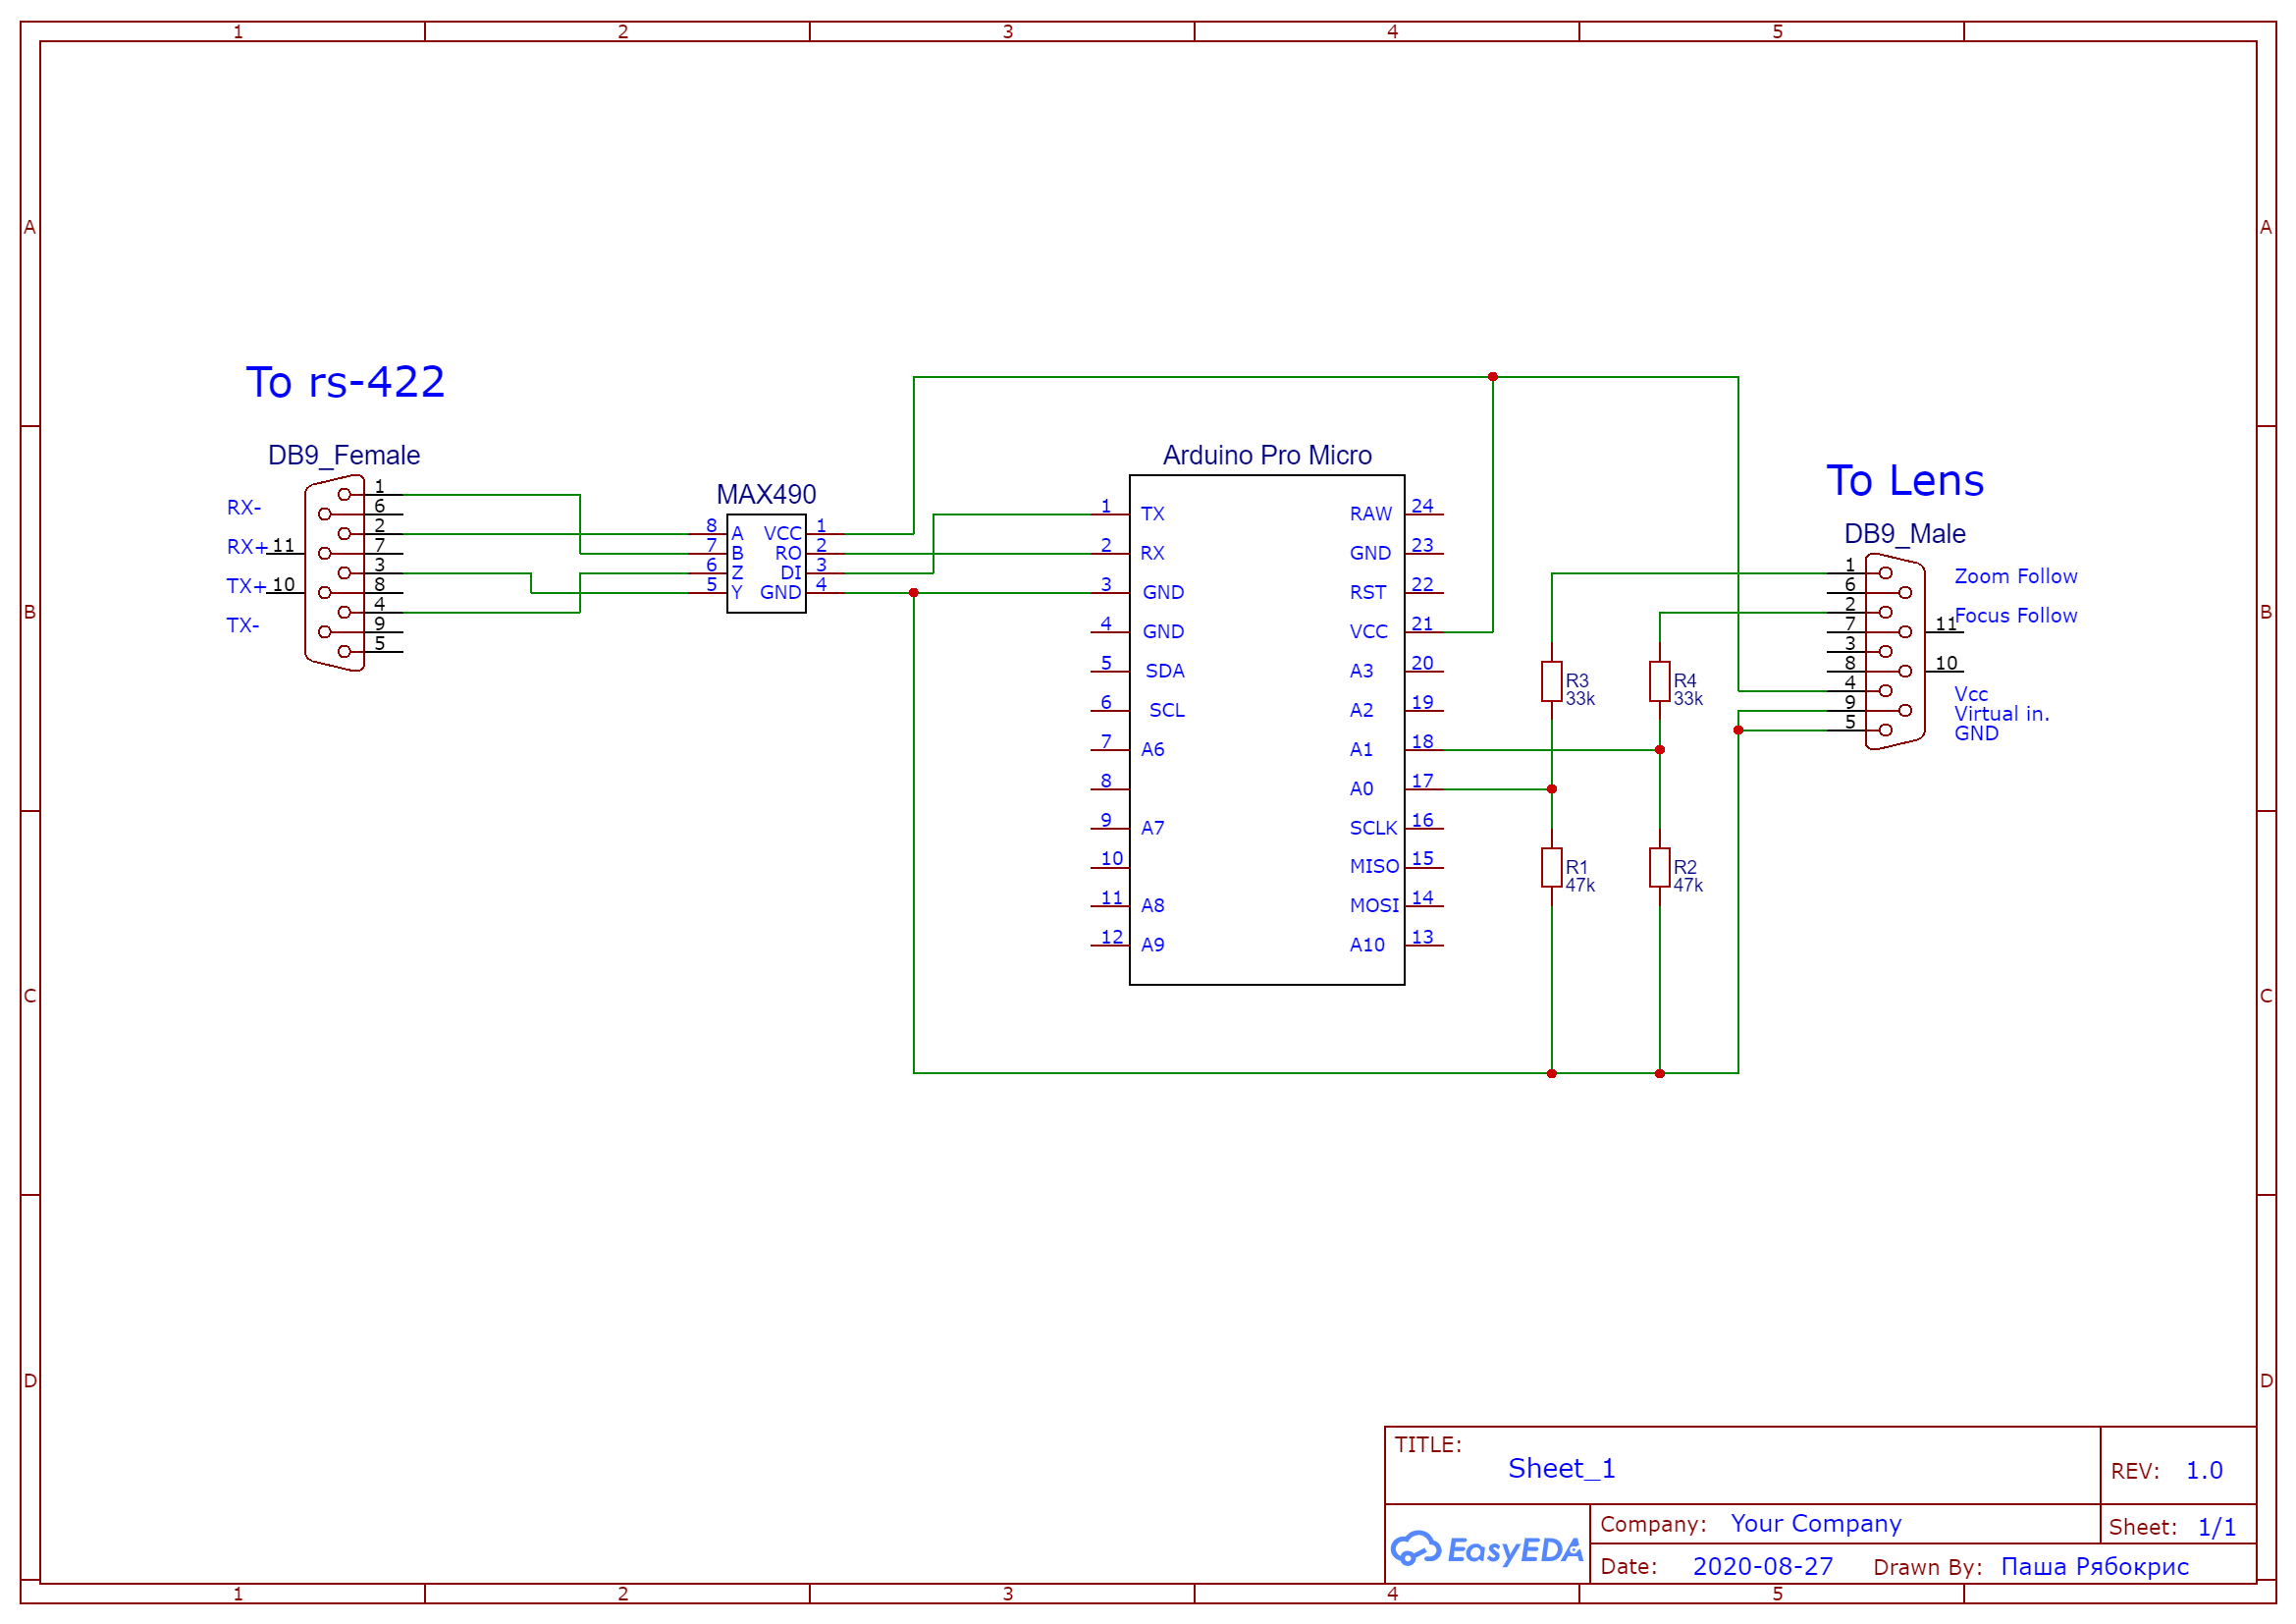 1 2 3 4 5
A A
B B
C C
D D
To rs-422
DB9_Female
RX-
RX+
TX+
TX-
11
10
1
6
2
7
3
8
4
9
5
MAX490
8 A VCC 1
7 B RO 2
6 Z DI 3
5 Y GND 4
Arduino Pro Micro
1 TX RAW 24
2 RX GND 23
3 GND RST 22
4 GND VCC 21
5 SDA A3 20
6 SCL A2 19
7 A6 A1 18
8 A0 17
9 A7 SCLK 16
10 MISO 15
11 A8 MOSI 14
12 A9 A10 13
R3
33k
R4
33k
R1
47k
R2
47k
To Lens
DB9_Male
1
6
2
7
3
8
4
9
5
11
10
Zoom Follow
Focus Follow
Vcc
Virtual in.
GND
TITLE:
Sheet_1
REV: 1.0
EasyEDA
Company: Your Company
Sheet: 1/1
Date: 2020-08-27 Drawn By: Паша Рябокрис
1 2 3 4 5